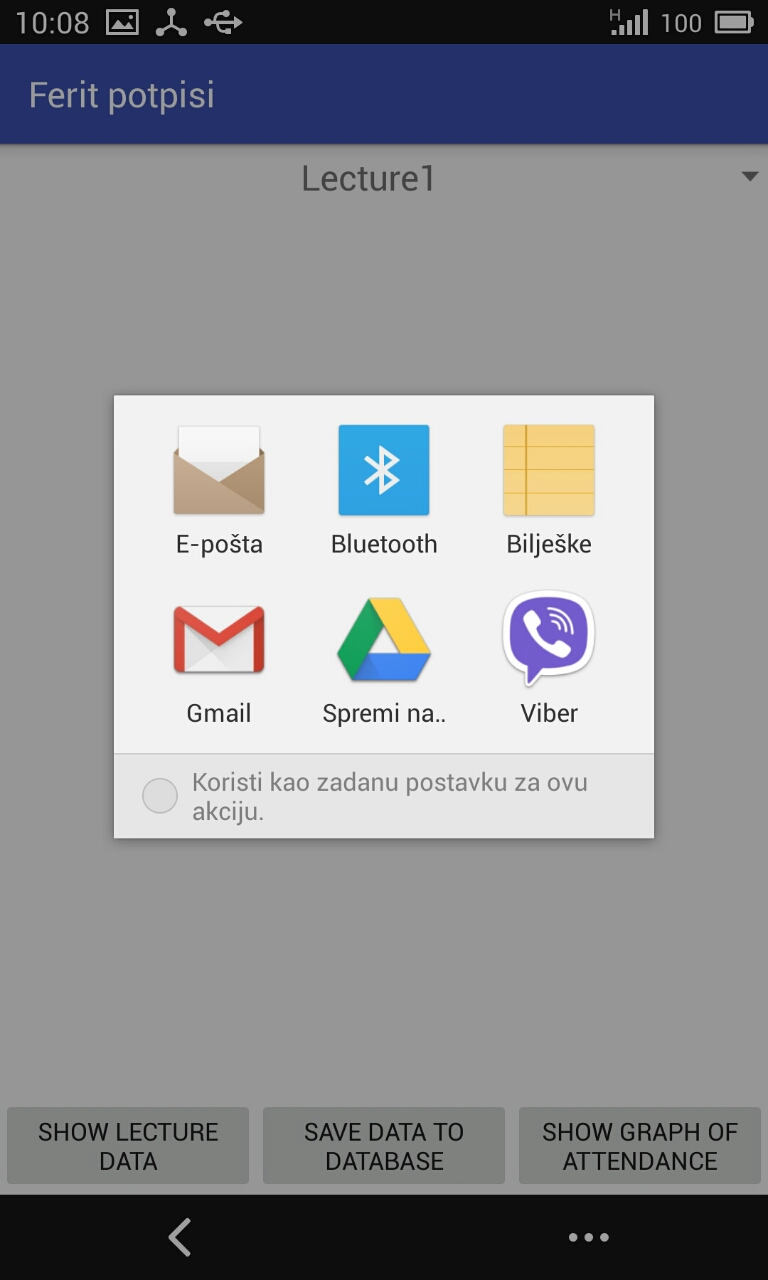 10:08
H
100
Ferit potpisi
Lecture1
E-pošta
Bluetooth
Bilješke
Gmail
Spremi na..
Viber
Koristi kao zadanu postavku za ovu
akciju.
SHOW LECTURE
DATA
SAVE DATA TO
DATABASE
SHOW GRAPH OF
ATTENDANCE